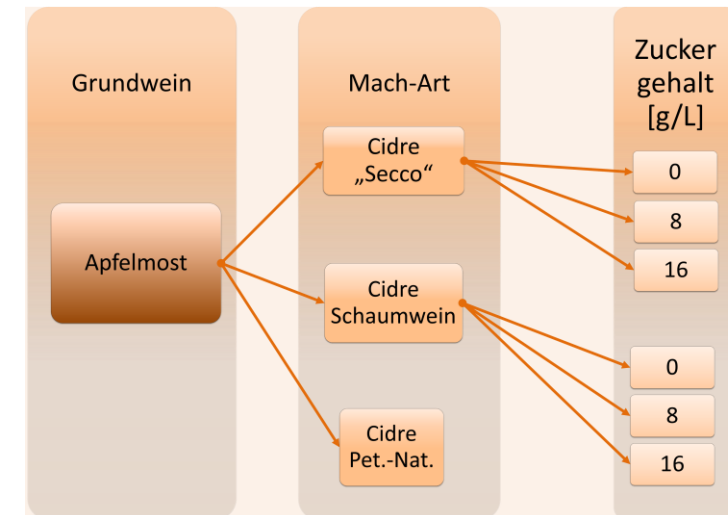 Grundwein
Apfelmost
Mach-Art
Cidre
„Secco“
Cidre
Schaumwein
Cidre
Pet.-Nat.
Zucker
gehalt
[g/L]
0
8
16
0
8
16